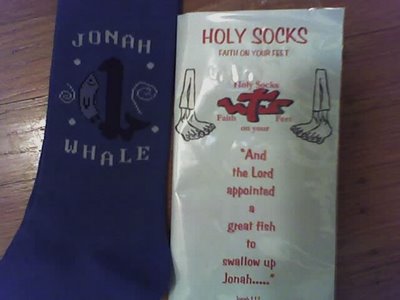 JONAH
WHALE
HOLY SOCKS
FAITH ON YOUR FEET
Holy Socks
Faith Feet
on your
"And
the Lord
appointed
a
great fish
to
swallow up
Jonah....."